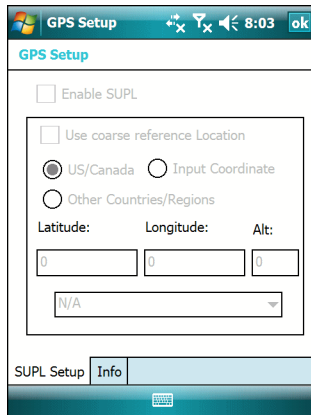 GPS Setup 8:03 ok
GPS Setup
Enable SUPL
Use coarse reference Location
US/Canada Input Coordinate
Other Countries/Regions
Latitude: Longitude: Alt:
0 0 0
N/A
SUPL Setup Info